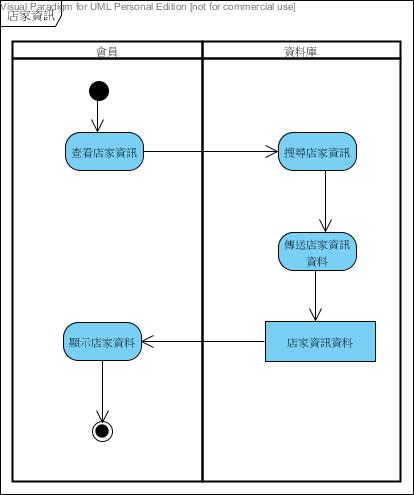 Visual Paradigm for UML Personal Edition [not for commercial use]
店家資訊
會員
資料庫
查看店家資訊
搜尋店家資訊
傳送店家資訊
資料
顯示店家資料
店家資訊資料